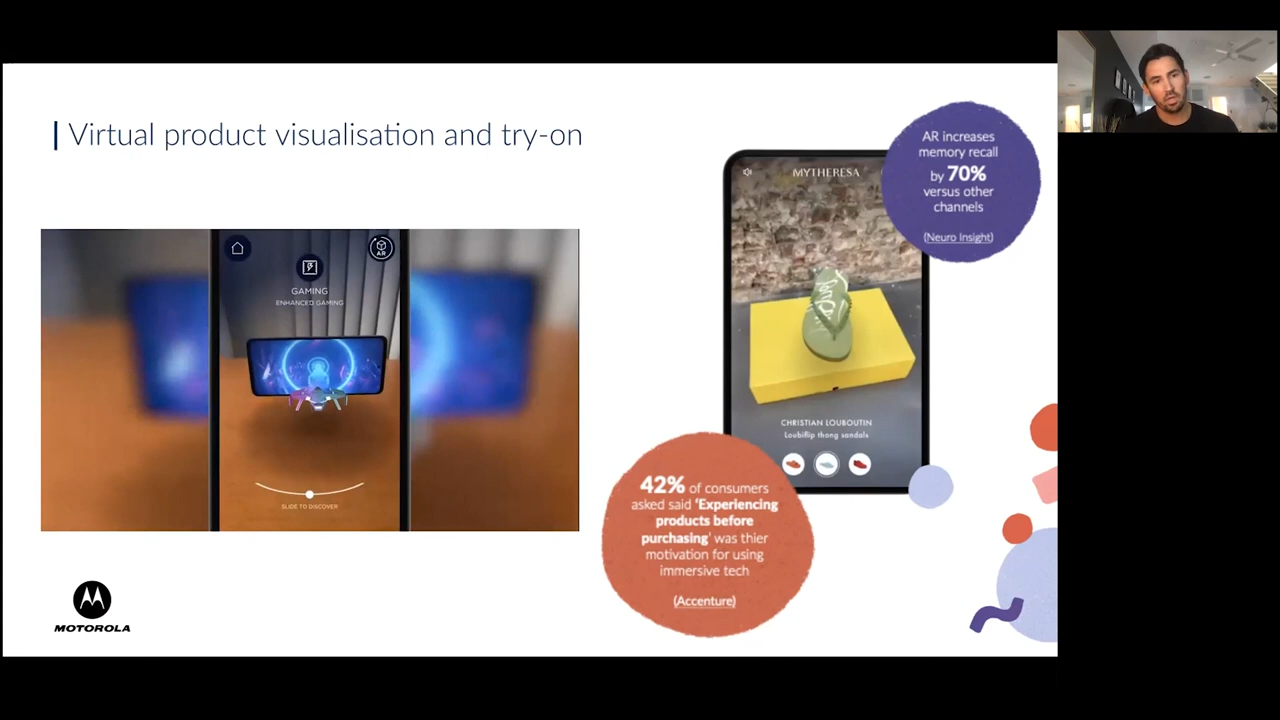 Virtual product visualisation and try-on
AR
GAMING
ENHANCED GAMING
SLIDE TO DISCOVER
MOTOROLA
MYTHERESA
CHRISTIAN LOUBOUTIN
Loubiflip thong sandals
AR increases
memory recall
by 70%
versus other
channels
(Neuro Insight)
42% of consumers
asked said ‘Experiencing
products before
purchasing’ was thier
motivation for using
immersive tech
(Accenture)